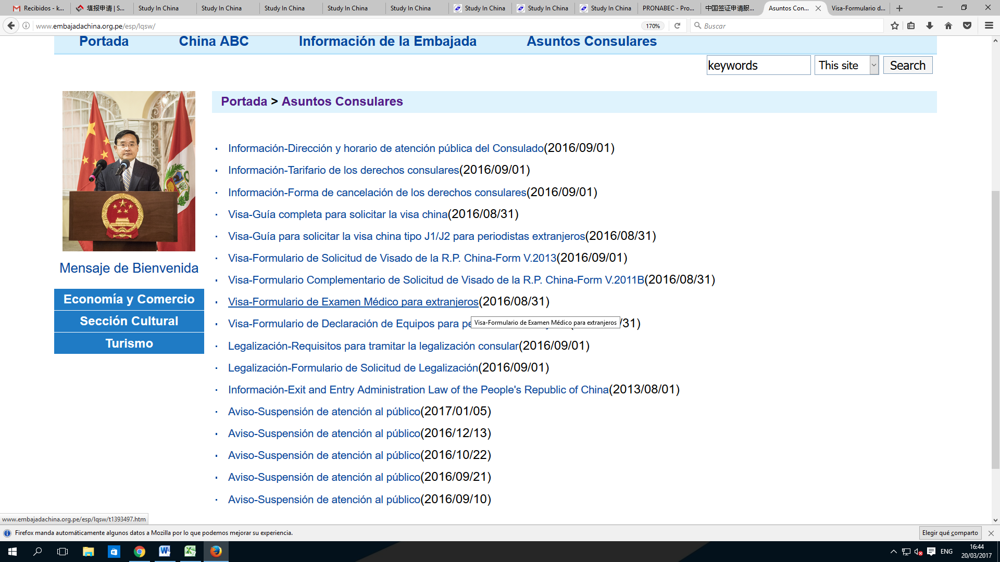 Recibidos - k...
填报申请 | S...
Study In China
Study In China
Study In China
Study In China
Study In China
Study In China
Study In China
Study In China
PRONABEC - Pro...
中国签证申请服...
Asuntos Con...
Visa-Formulario d...
www.embajadachina.org.pe/esp/lqsw/
170%
Buscar
Portada China ABC Información de la Embajada Asuntos Consulares
keywords This site Search
Portada > Asuntos Consulares
Mensaje de Bienvenida
Economía y Comercio
Sección Cultural
Turismo
Información-Dirección y horario de atención pública del Consulado(2016/09/01)
Información-Tarifario de los derechos consulares(2016/09/01)
Información-Forma de cancelación de los derechos consulares(2016/09/01)
Visa-Guía completa para solicitar la visa china(2016/08/31)
Visa-Guía para solicitar la visa china tipo J1/J2 para periodistas extranjeros(2016/08/31)
Visa-Formulario de Solicitud de Visado de la R.P. China-Form V.2013(2016/09/01)
Visa-Formulario Complementario de Solicitud de Visado de la R.P. China-Form V.2011B(2016/08/31)
Visa-Formulario de Examen Médico para extranjeros(2016/08/31)
Visa-Formulario de Declaración de Equipos para pe /31)
Visa-Formulario de Examen Médico para extranjeros
Legalización-Requisitos para tramitar la legalización consular(2016/09/01)
Legalización-Formulario de Solicitud de Legalización(2016/09/01)
Información-Exit and Entry Administration Law of the People's Republic of China(2013/08/01)
Aviso-Suspensión de atención al público(2017/01/05)
Aviso-Suspensión de atención al público(2016/12/13)
Aviso-Suspensión de atención al público(2016/10/22)
Aviso-Suspensión de atención al público(2016/09/21)
Aviso-Suspensión de atención al público(2016/09/10)
www.embajadachina.org.pe/esp/lqsw/t1393497.htm
Firefox manda automáticamente algunos datos a Mozilla por lo que podemos mejorar su experiencia.
Elegir qué comparto
ENG
16:44
20/03/2017